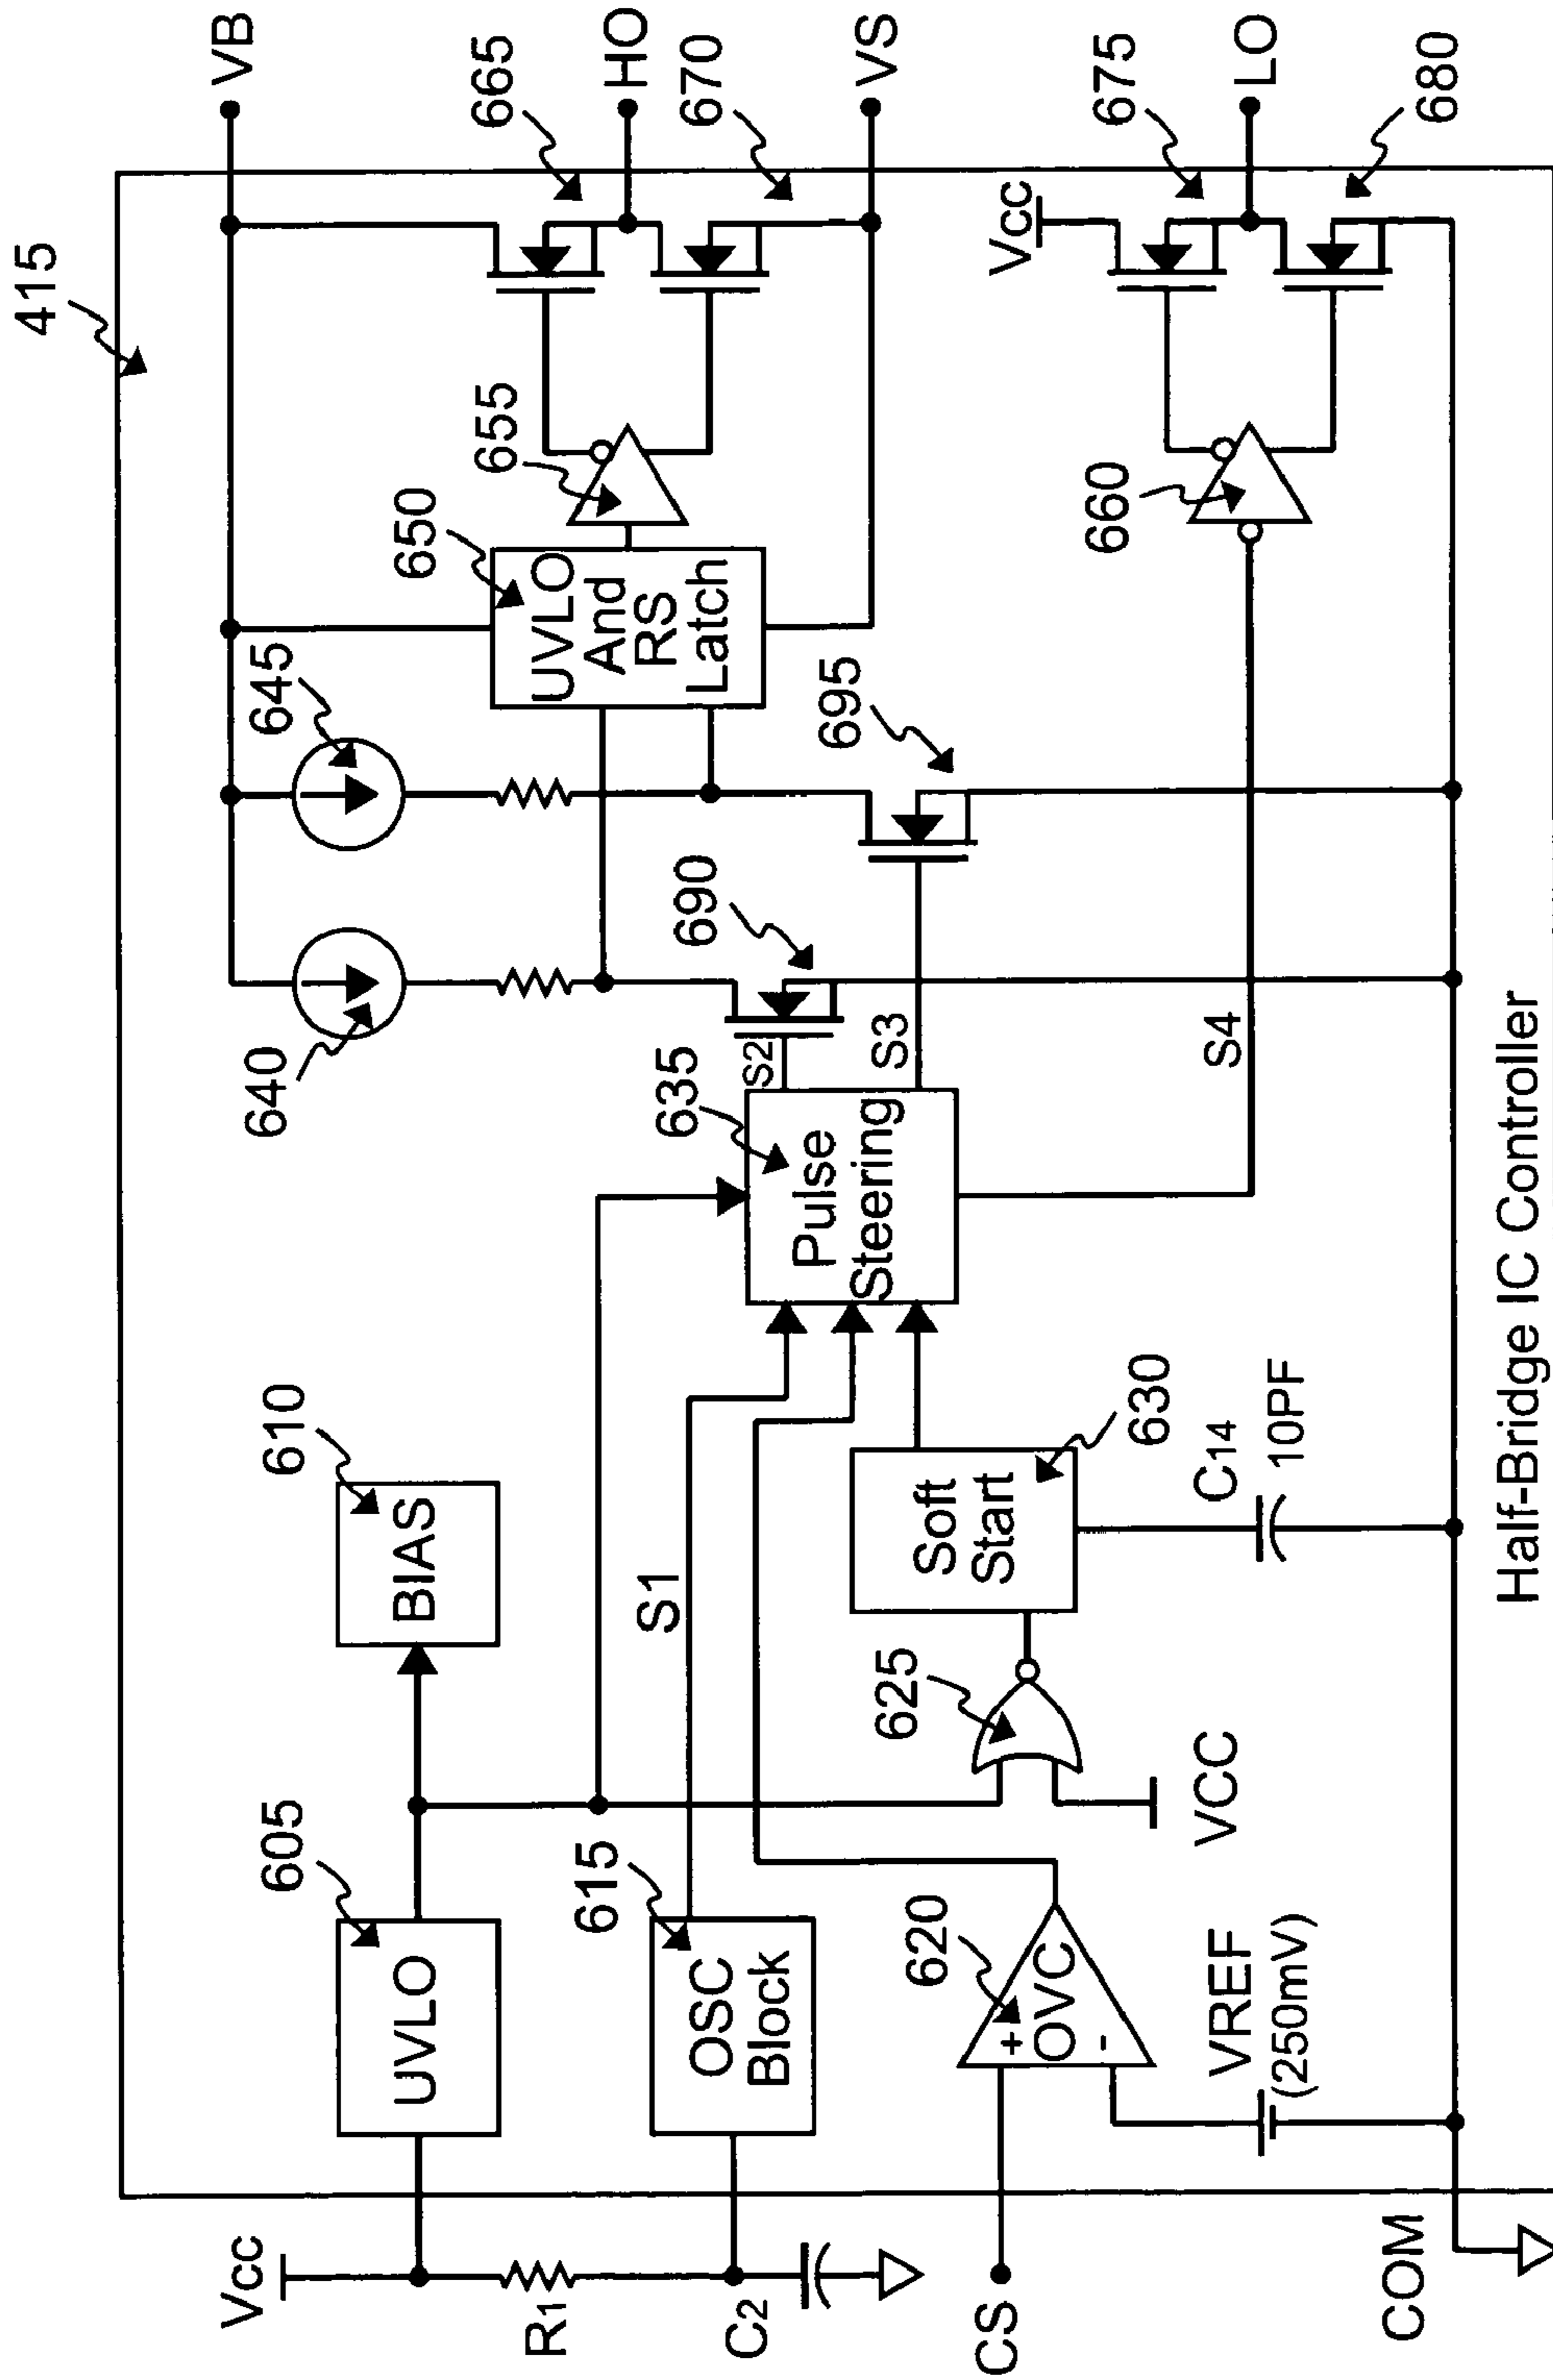 415
VB
665
HO
670
VS
Vcc
675
LO
680
655
650
UVLO
And
RS
Latch
660
645
640
695
690
635
Pulse
Steering
S2
S3
S4
610
BIAS
S1
Soft
Start
630
C14
10PF
625
VCC
605
UVLO
615
OSC
Block
620
+
OVC
-
VREF
(250mV)
Vcc
R1
C2
CS
COM
Half-Bridge IC Controller